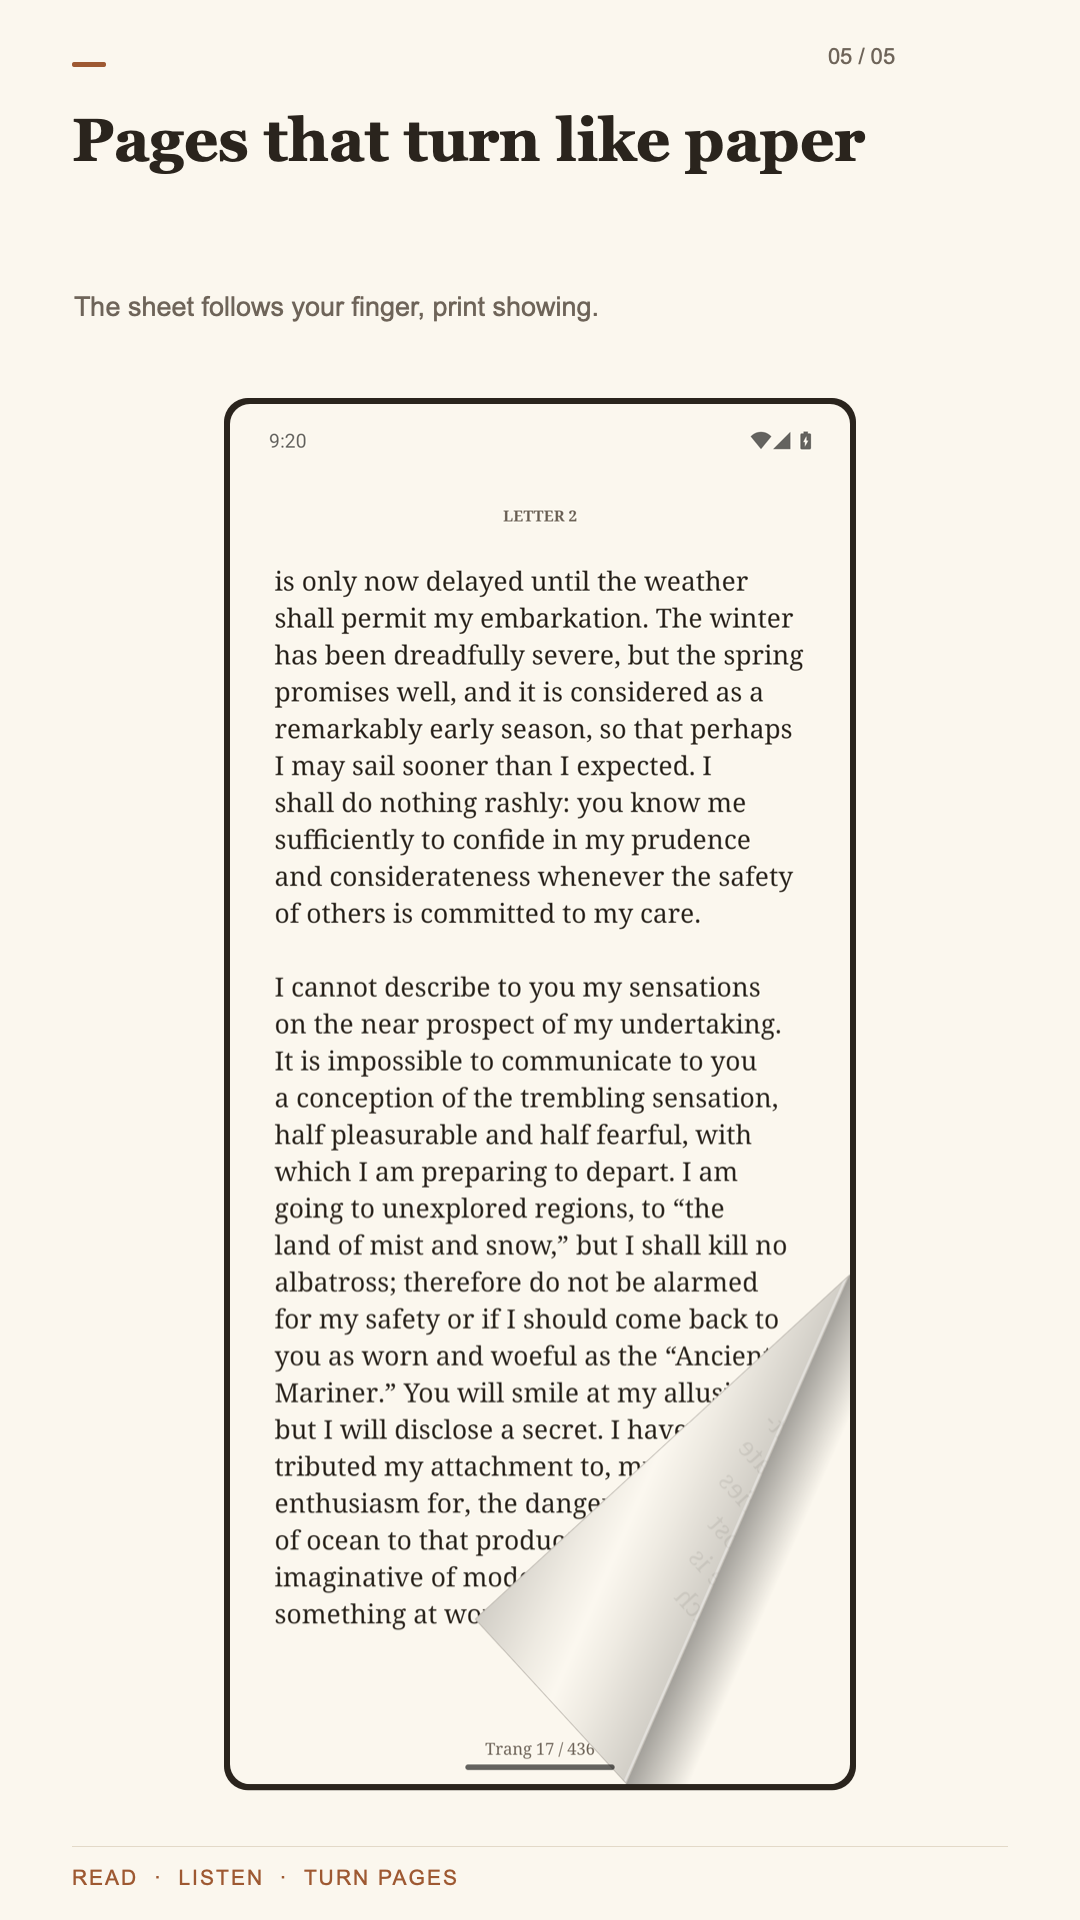 05 / 05
Pages that turn like paper
The sheet follows your finger, print showing.
9:20
LETTER 2
is only now delayed until the weather
shall permit my embarkation. The winter
has been dreadfully severe, but the spring
promises well, and it is considered as a
remarkably early season, so that perhaps
I may sail sooner than I expected. I
shall do nothing rashly: you know me
sufficiently to confide in my prudence
and considerateness whenever the safety
of others is committed to my care.
I cannot describe to you my sensations
on the near prospect of my undertaking.
It is impossible to communicate to you
a conception of the trembling sensation,
half pleasurable and half fearful, with
which I am preparing to depart. I am
going to unexplored regions, to “the
land of mist and snow,” but I shall kill no
albatross; therefore do not be alarmed
for my safety or if I should come back to
you as worn and woeful as the “Ancient
Mariner.” You will smile at my
but I will disclose a secret. I have
tributed my attachment to,
enthusiasm for, the
of ocean to that
imaginative of
something at
Trang 17 / 436
READ · LISTEN · TURN PAGES